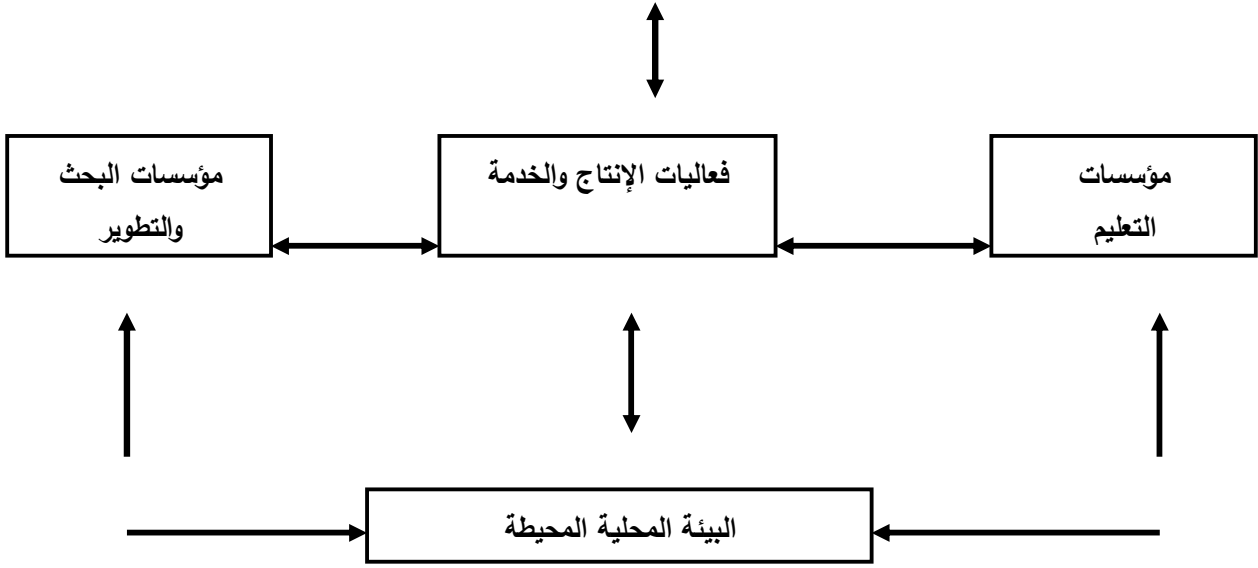 مؤسسات
التعليم
فعاليات الإنتاج والخدمة
مؤسسات البحث
والتطوير
البيئة المحلية المحيطة